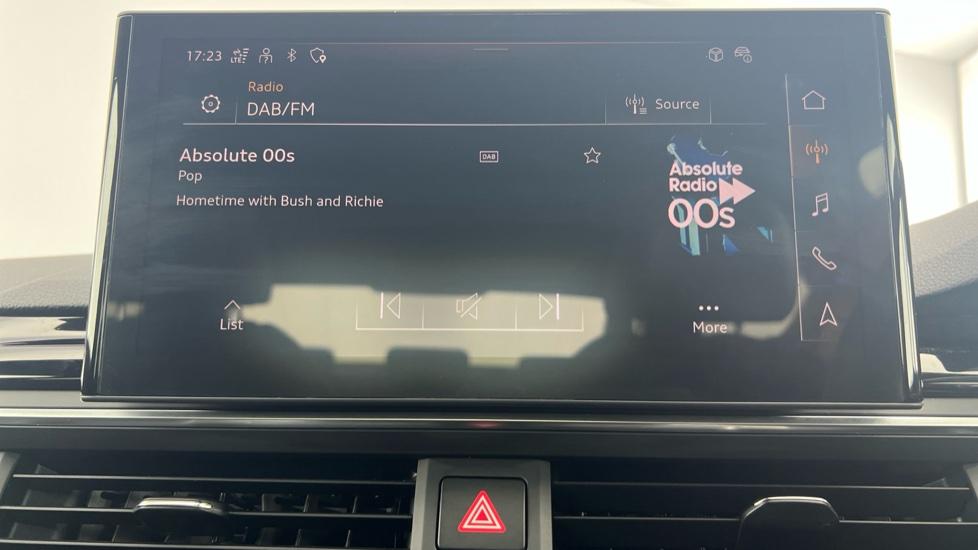 17:23 LTE
Radio
DAB/FM
Source
Absolute 00s
DAB
Pop
Hometime with Bush and Richie
Absolute
Radio
00s
List
More